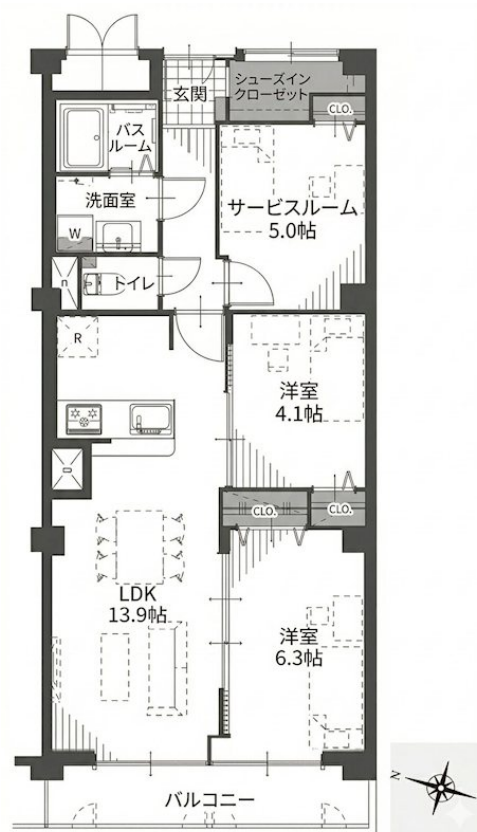 玄関
シューズイン
クローゼット
CLO.
バス
ルーム
洗面室
W
サービスルーム
5.0帖
トイレ
n
R
洋室
4.1帖
CLO.
CLO.
LDK
13.9帖
洋室
6.3帖
バルコニー
N